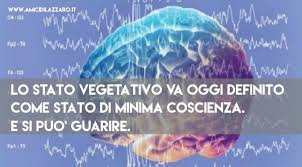 WWW.AMICIDILAZZARO.IT
LO STATO VEGETATIVO VA OGGI DEFINITO
COME STATO DI MINIMA COSCIENZA.
E SI PUO' GUARIRE.